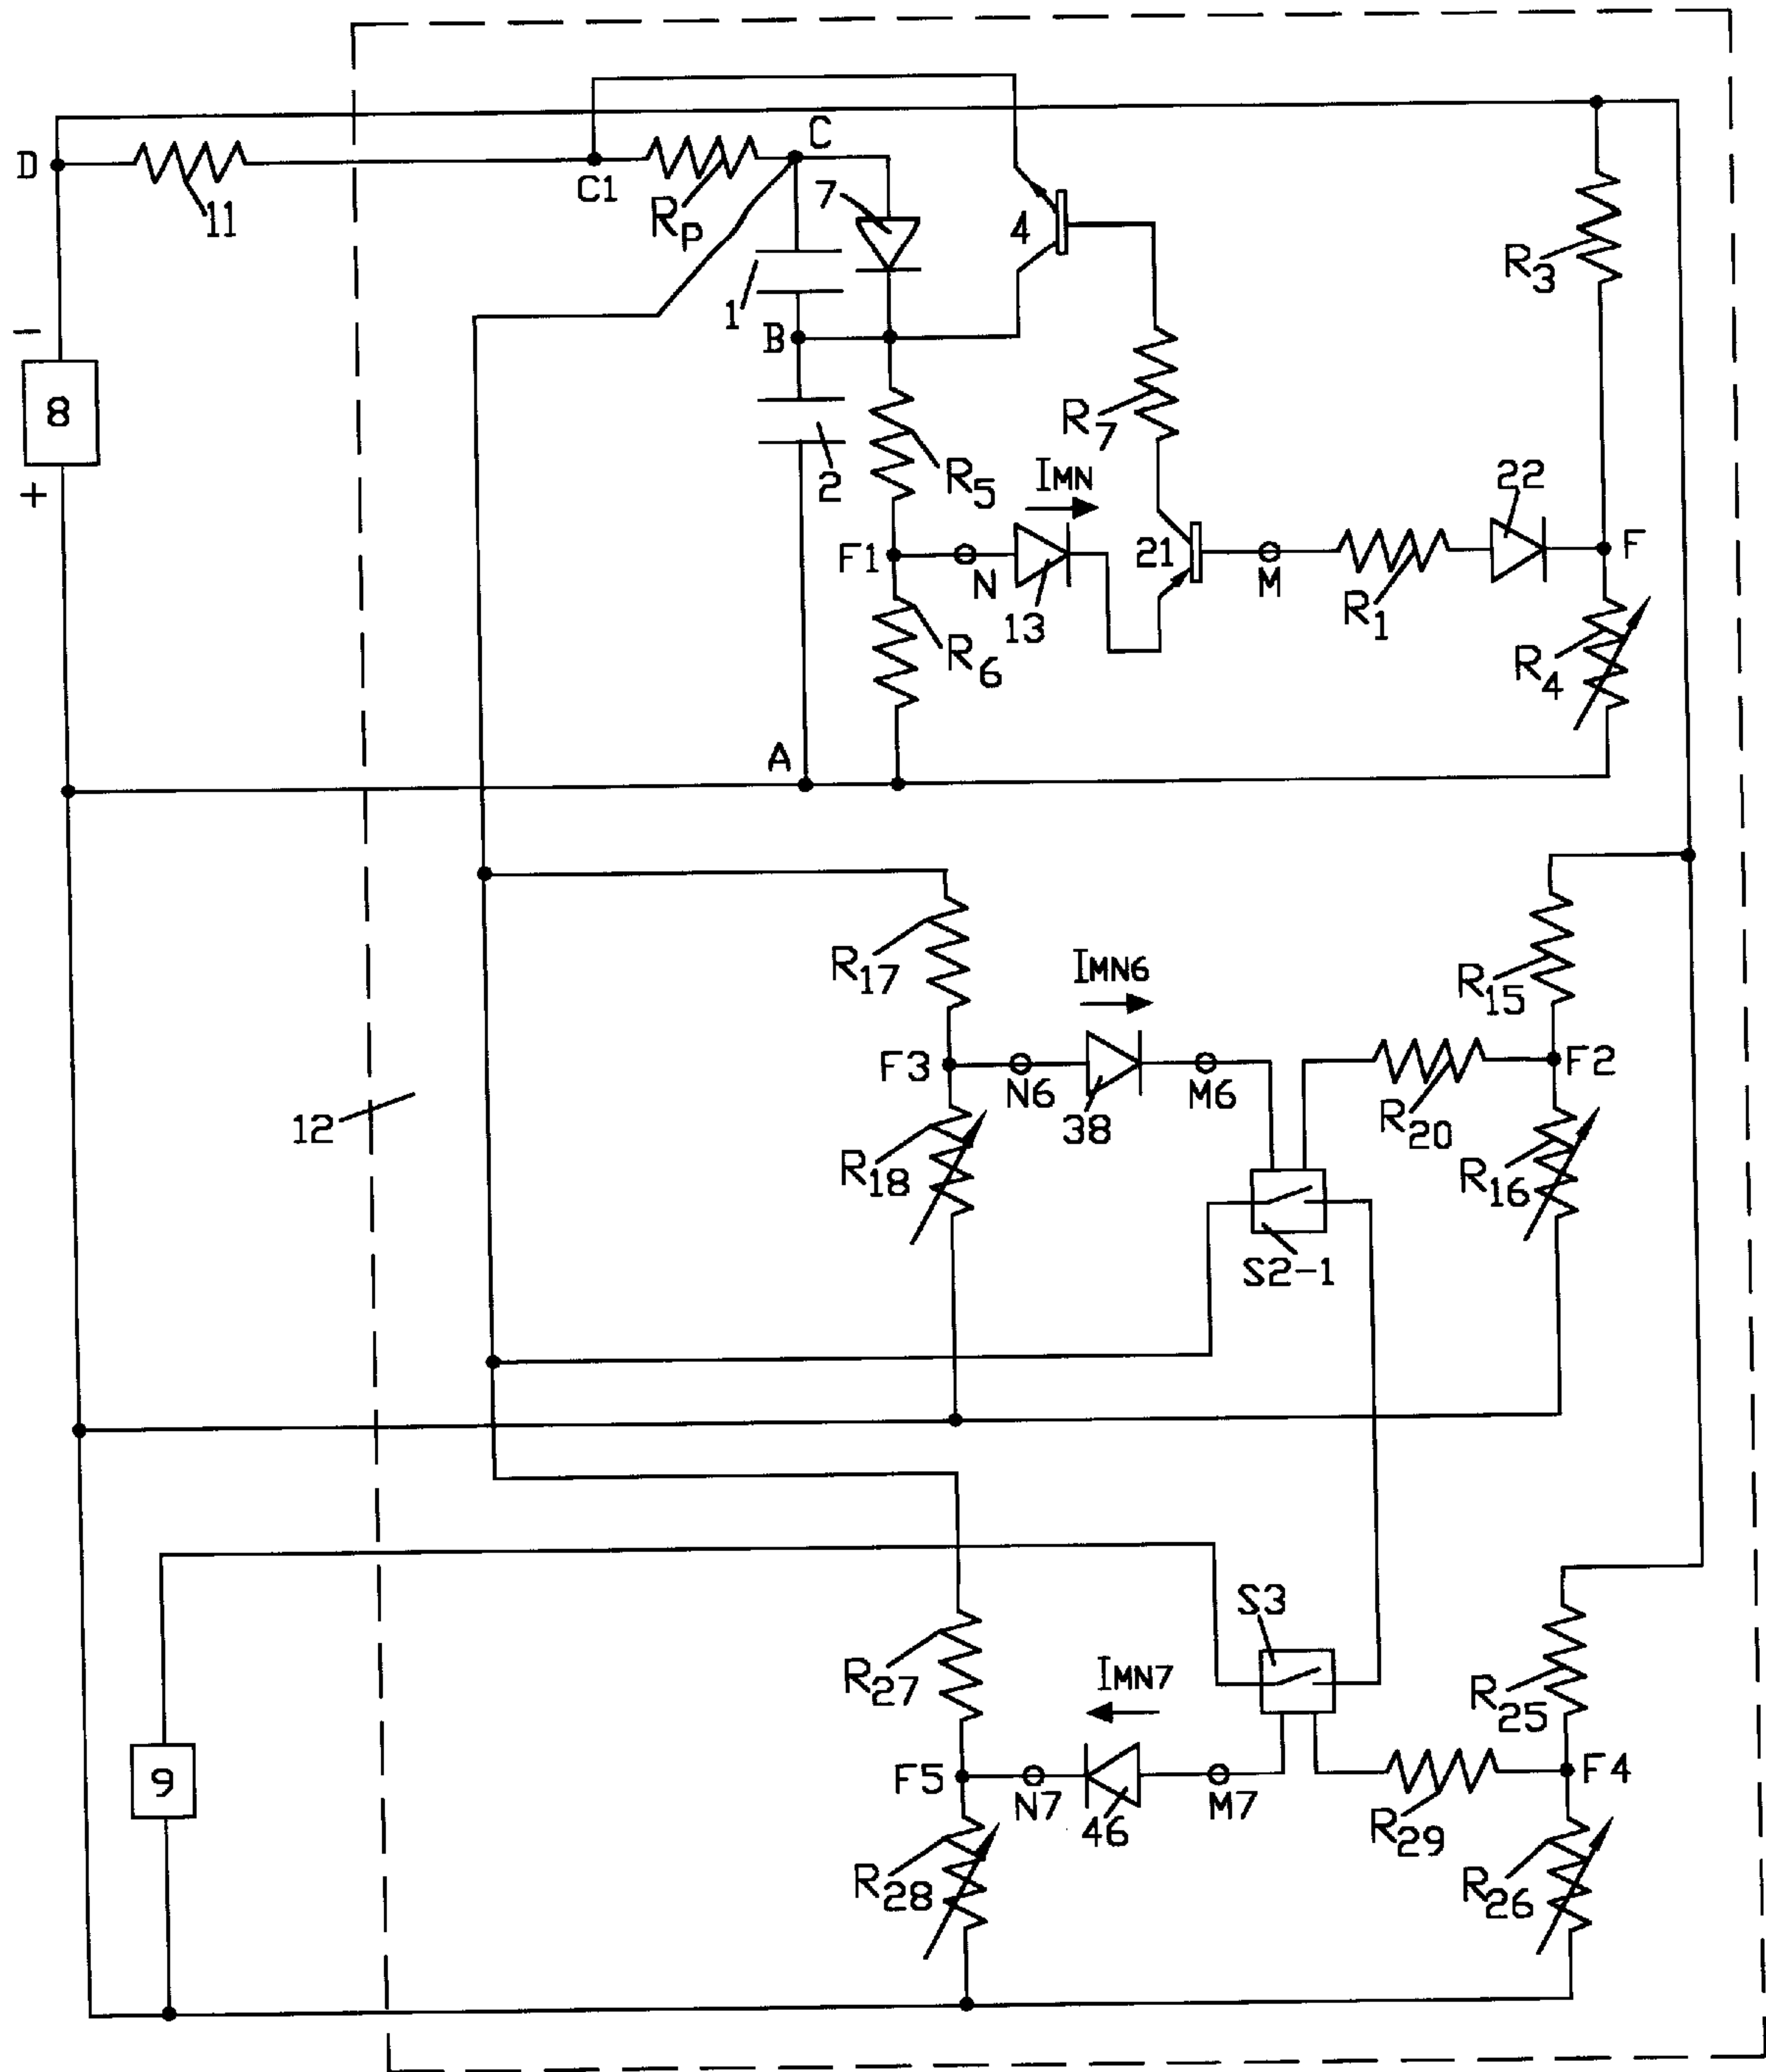 D
11
C1
RP
C
7
4
1
B
R3
-
8
+
2
R5
R7
IMN
22
F1
N
13
21
M
R1
F
R6
R4
A
R17
IMN6
R15
F3
N6
38
M6
R20
F2
12
R18
S2-1
R16
S3
R27
IMN7
R25
9
F5
N7
46
M7
R29
F4
R28
R26